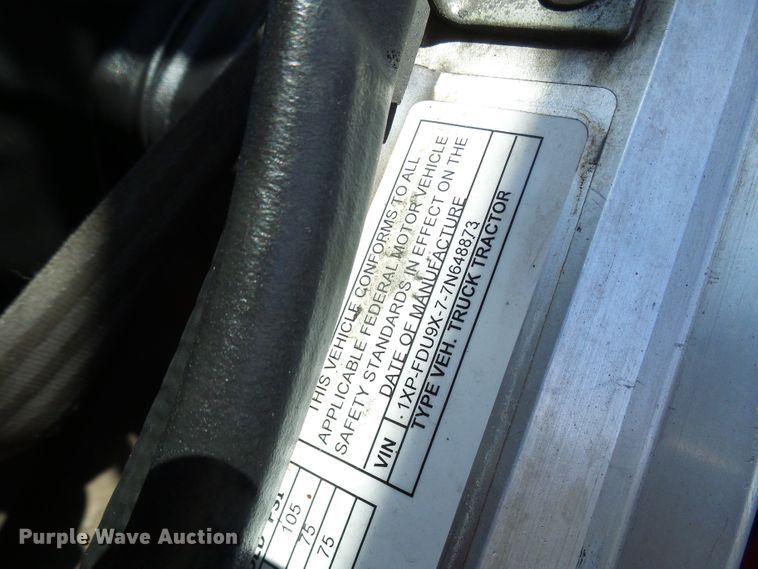 THIS VEHICLE CONFORMS TO ALL
APPLICABLE FEDERAL MOTOR VEHICLE
SAFETY STANDARDS IN EFFECT ON THE
DATE OF MANUFACTURE
VIN 1XP-FDU9X-7-7N648873
TYPE VEH. TRUCK TRACTOR
PSI
105
75
75
Purple Wave Auction